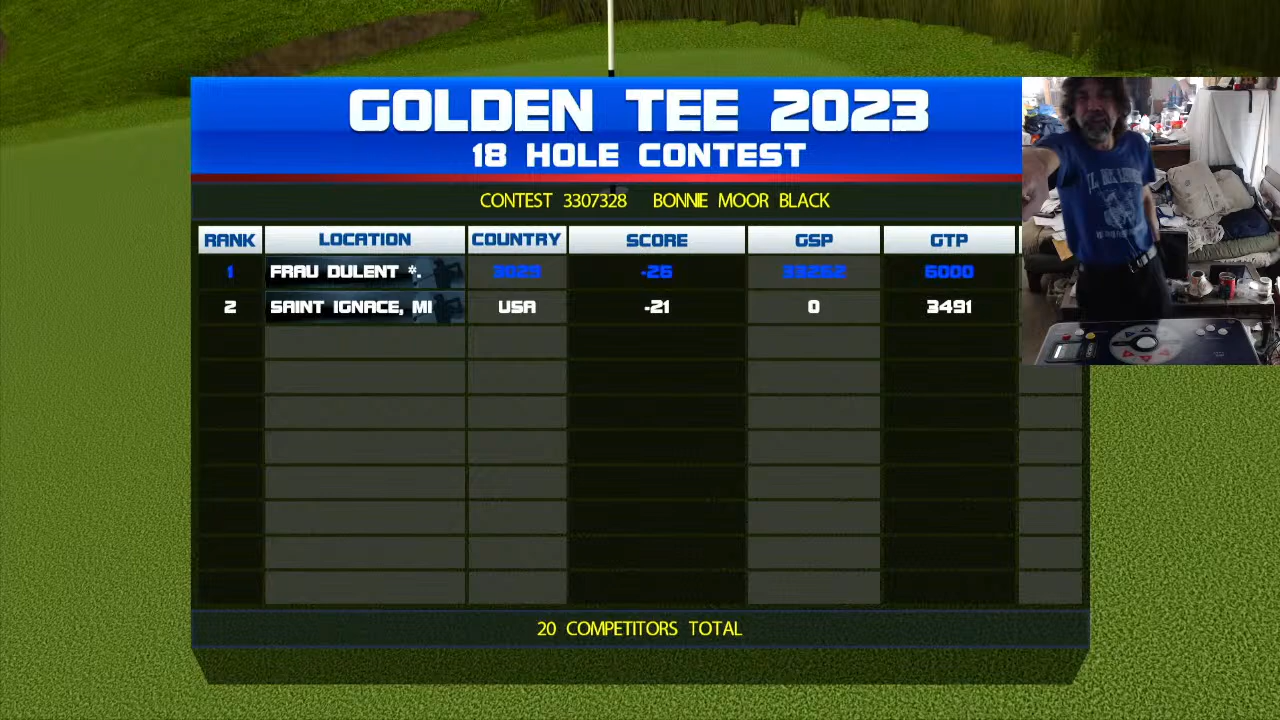 GOLDEN TEE 2023
18 HOLE CONTEST
CONTEST 3307328 BONNIE MOOR BLACK
RANK LOCATION COUNTRY SCORE GSP GTP
1 FRAU DULENT *. 3029 -26 6000
2 SAINT IGNACE, MI USA -21 0 3491
20 COMPETITORS TOTAL